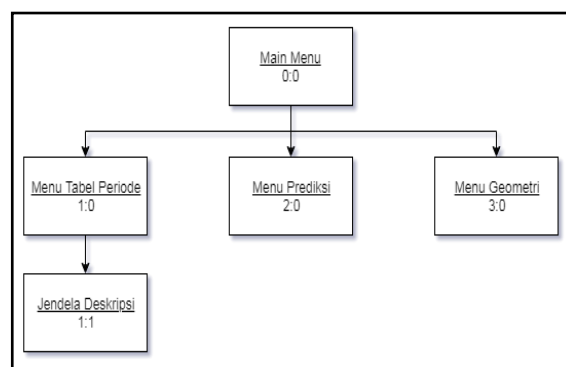 Main Menu
0:0
Menu Tabel Periode
1:0
Menu Prediksi
2:0
Menu Geometri
3:0
Jendela Deskripsi
1:1